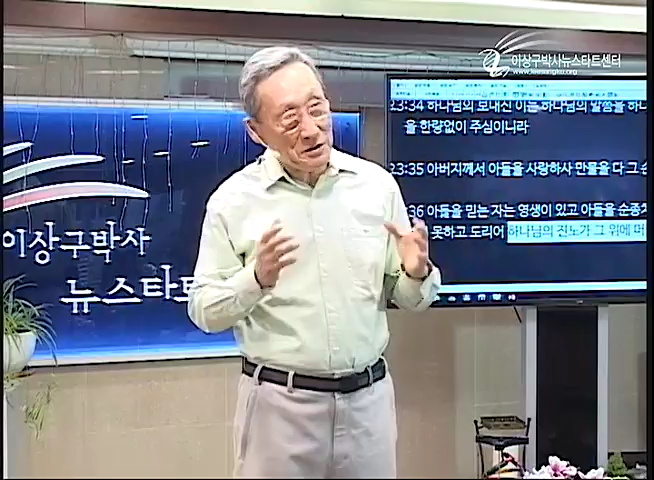 이상구박사뉴스타트센터
www.leesangku.org
23:34 하나님의 보내신 이는 하나님의 말씀을 하나
을 한량없이 주심이니라
23:35 아버지께서 아들을 사랑하사 만물을 다 그
36 아들을 믿는 자는 영생이 있고 아들을 순종
못하고 도리어 하나님의 진노가 그 위에 머
이상구박사
뉴스타트